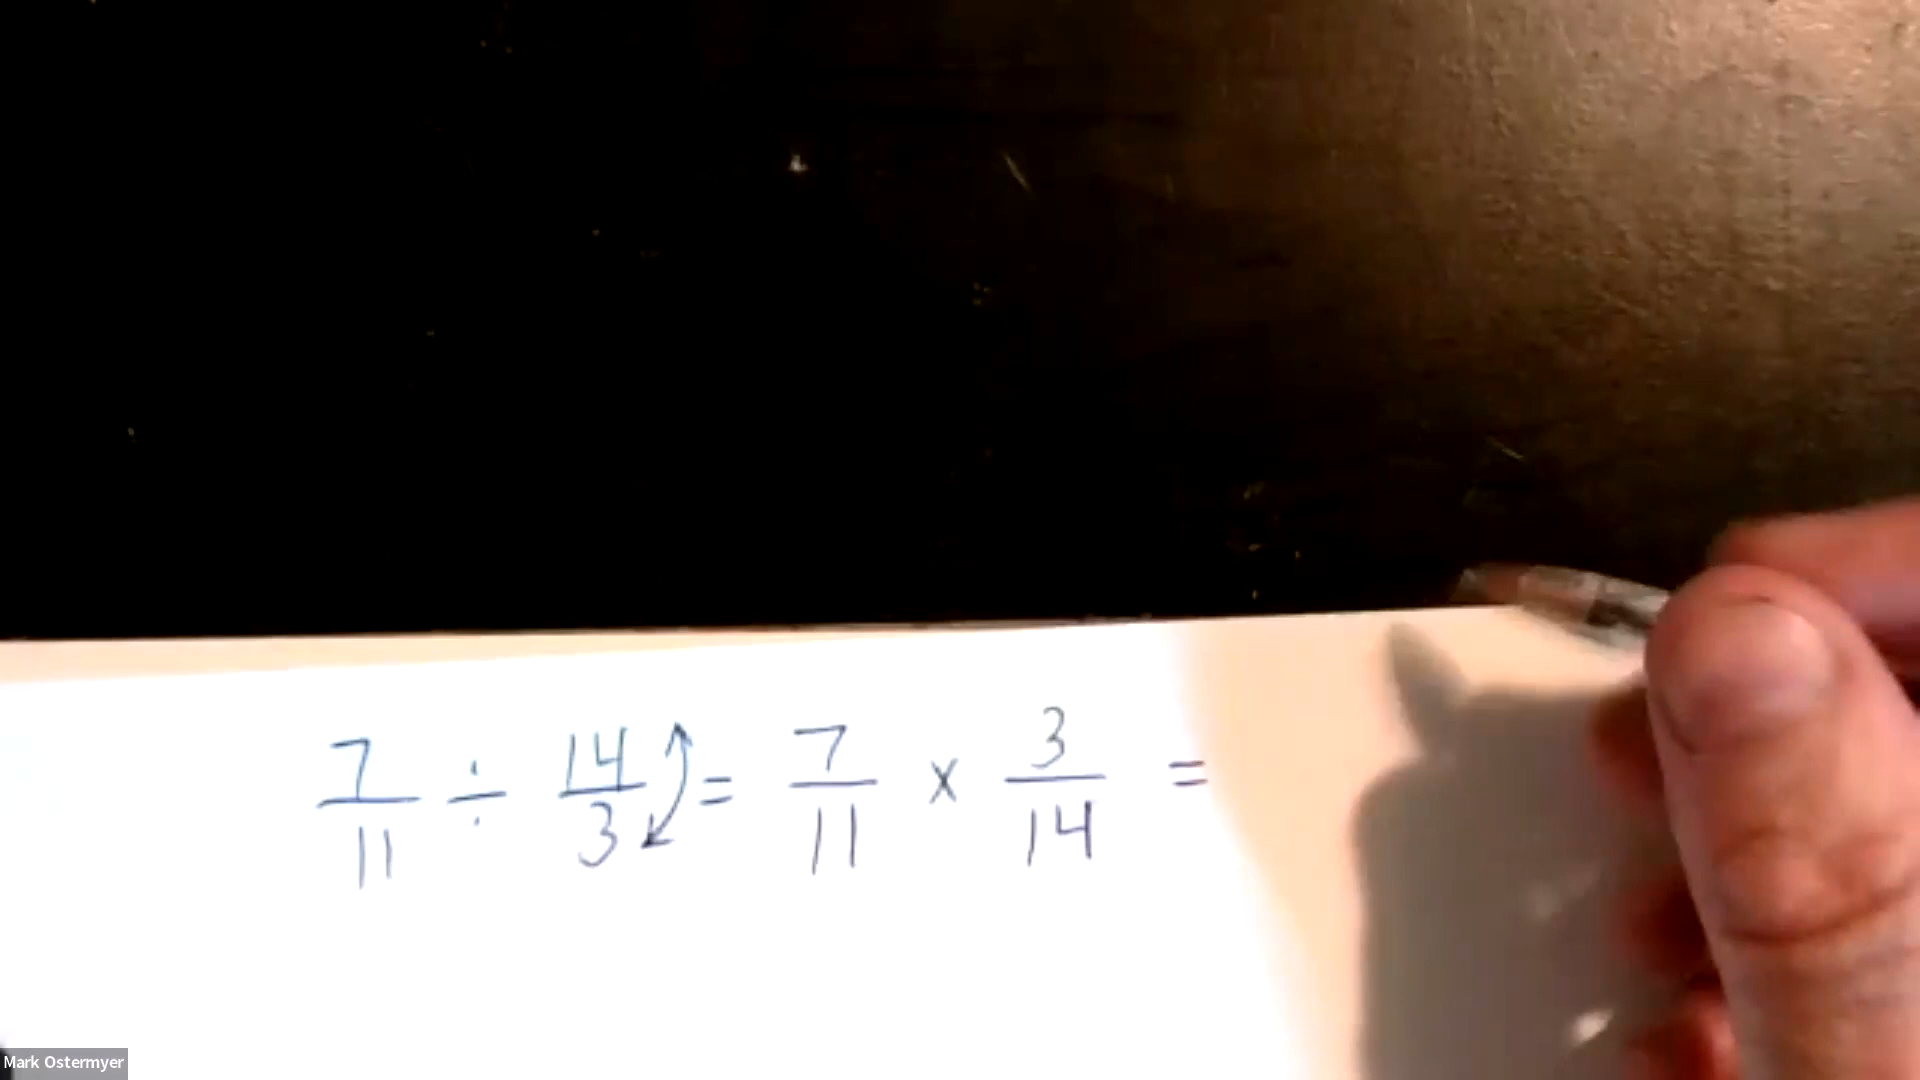 7/11 ÷ 14/3 = 7/11 × 3/14 =
Mark Ostermyer